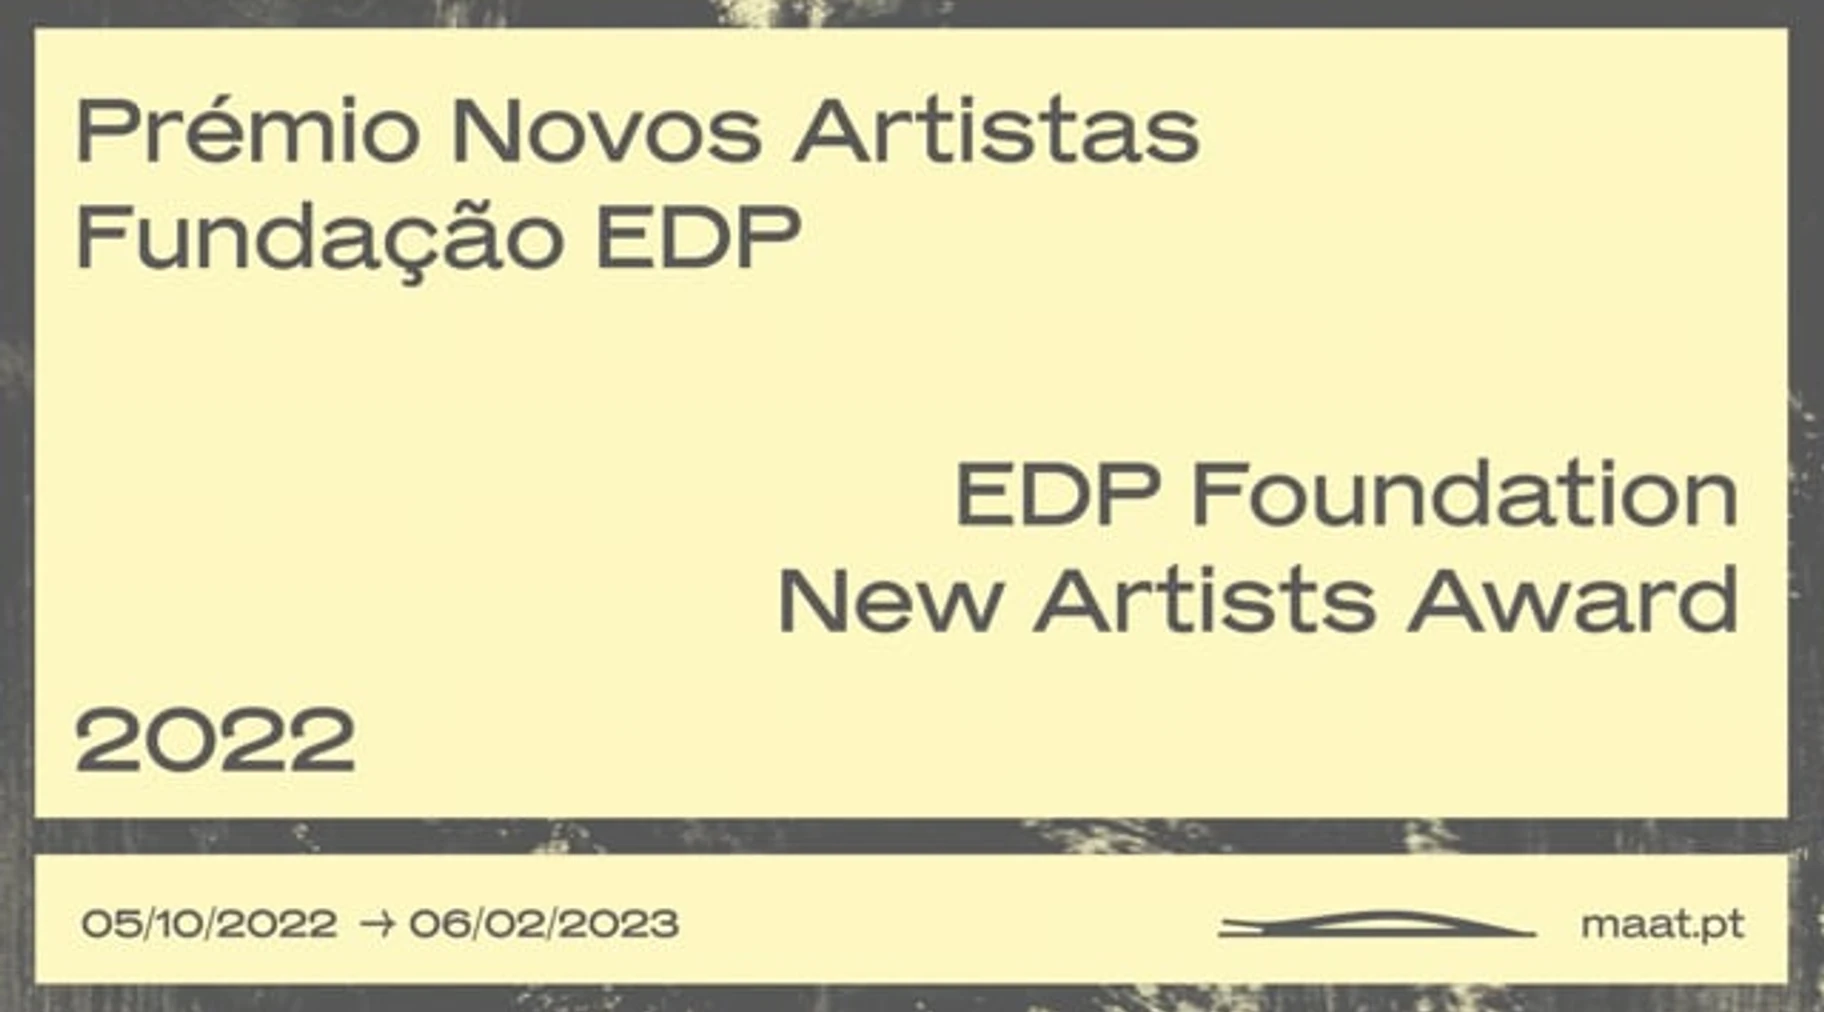 Prémio Novos Artistas
Fundação EDP
EDP Foundation
New Artists Award
2022
05/10/2022 → 06/02/2023
maat.pt